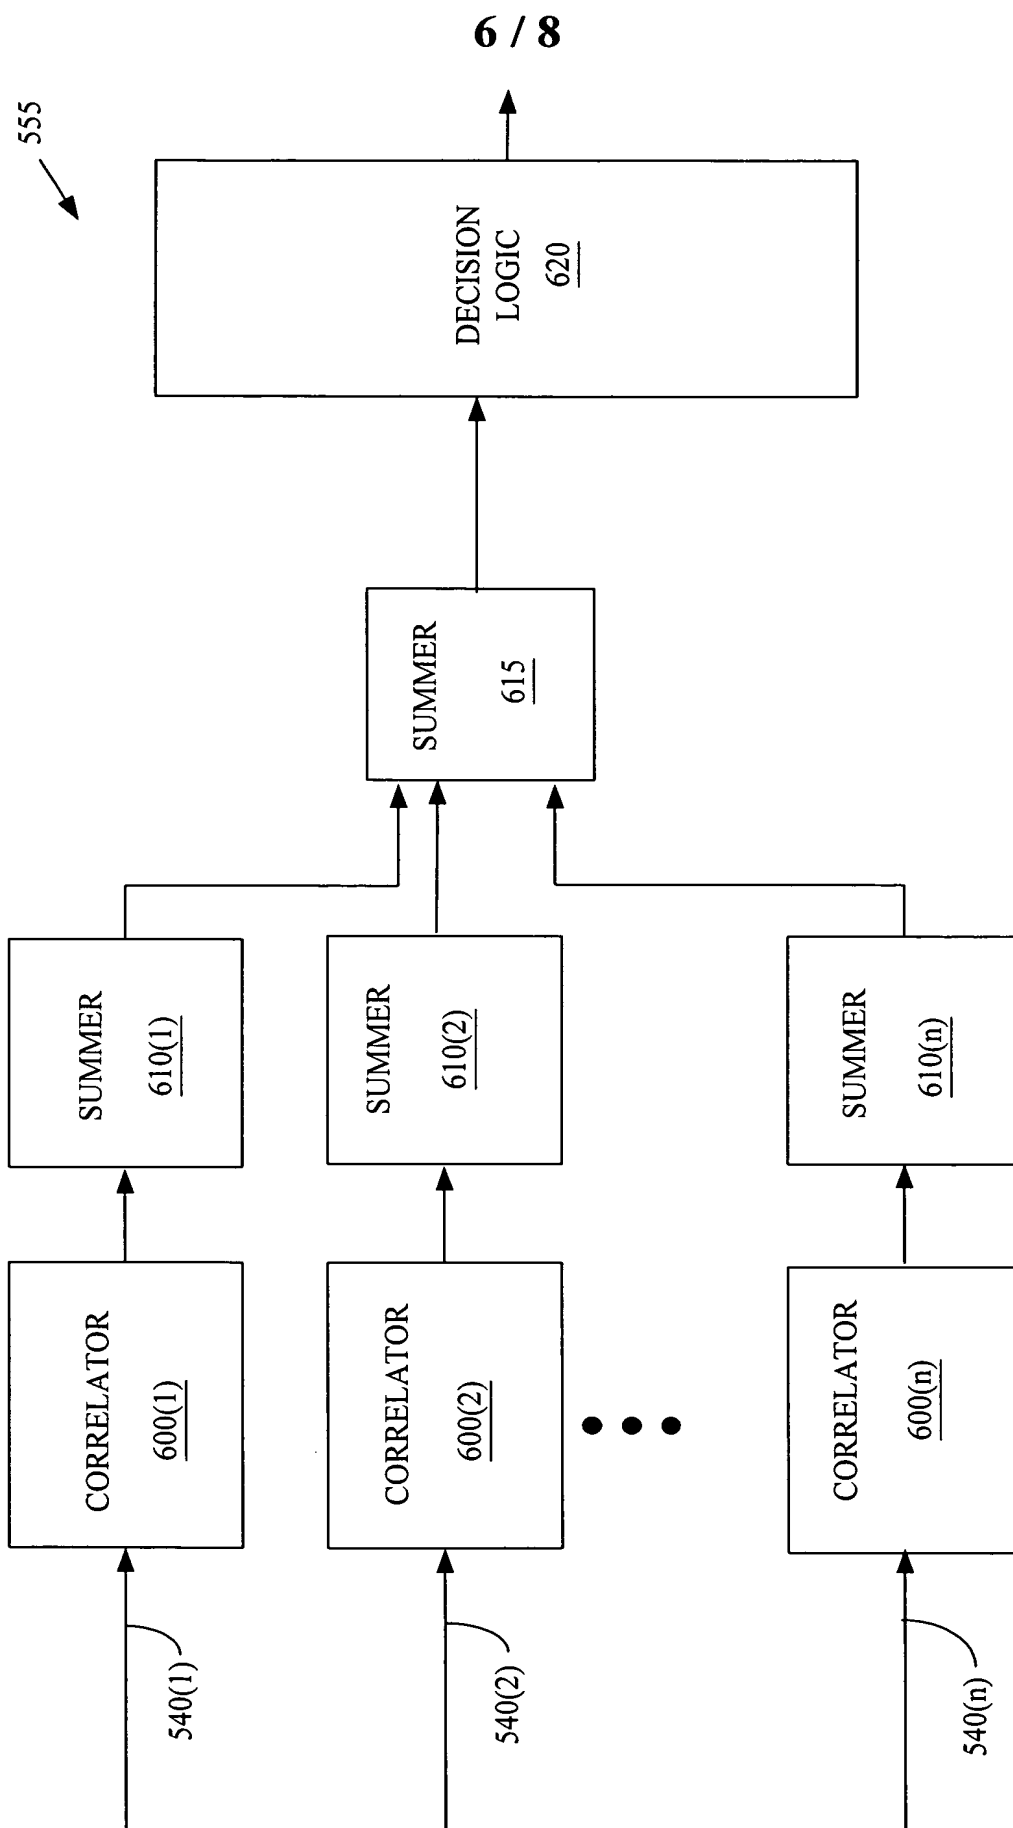 6 / 8
555
DECISION
LOGIC
620
SUMMER
615
SUMMER
610(1)
SUMMER
610(2)
SUMMER
610(n)
CORRELATOR
600(1)
CORRELATOR
600(2)
CORRELATOR
600(n)
540(1)
540(2)
540(n)